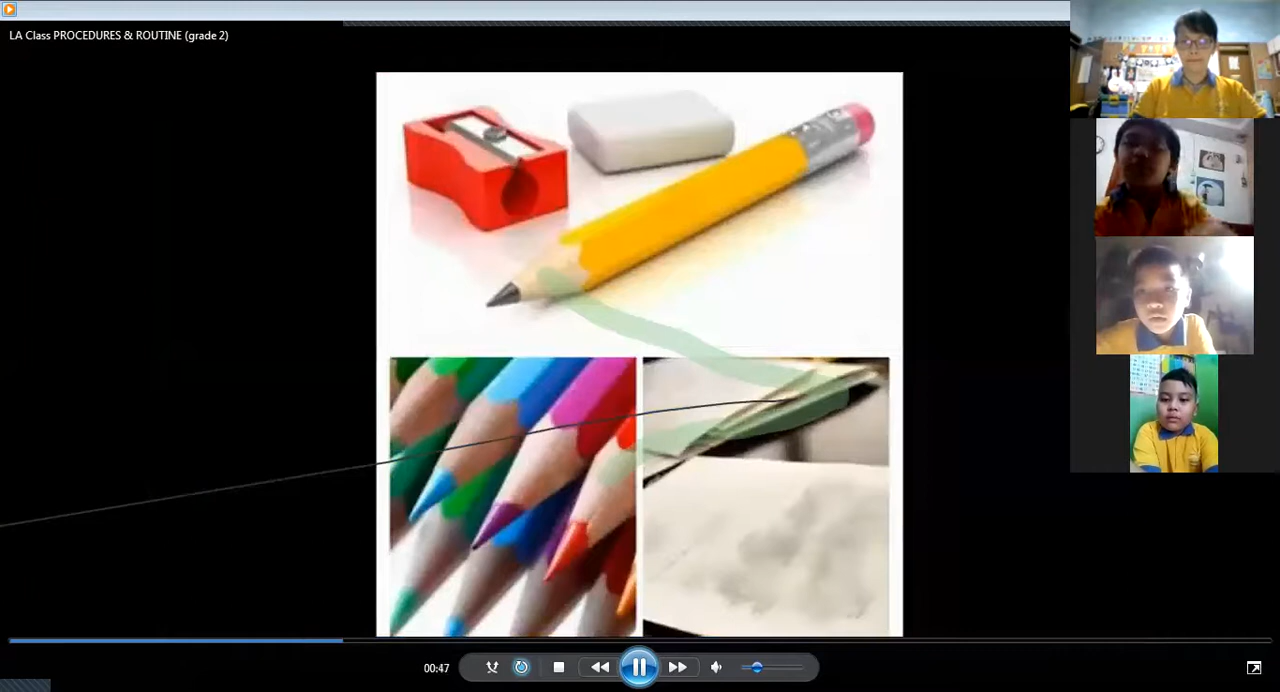 LA Class PROCEDURES & ROUTINE (grade 2)
00:47